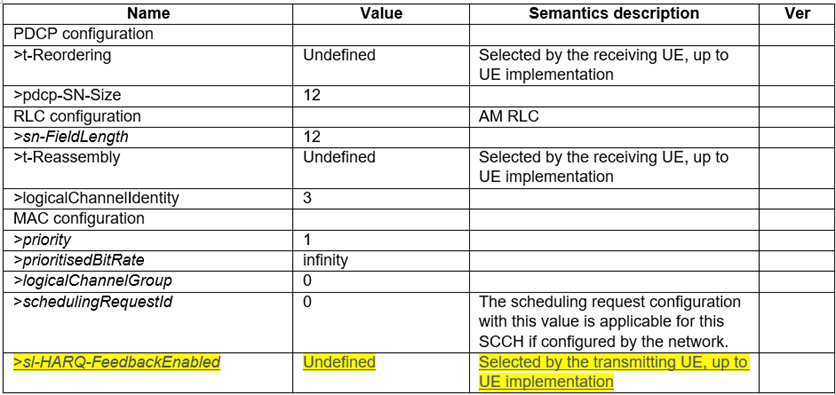 Name Value Semantics description Ver
PDCP configuration
>t-Reordering Undefined Selected by the receiving UE, up to
UE implementation
>pdcp-SN-Size 12
RLC configuration AM RLC
>sn-FieldLength 12
>t-Reassembly Undefined Selected by the receiving UE, up to
UE implementation
>logicalChannelIdentity 3
MAC configuration
>priority 1
>prioritisedBitRate infinity
>logicalChannelGroup 0
>schedulingRequestId 0 The scheduling request configuration
with this value is applicable for this
SCCH if configured by the network.
>sl-HARQ-FeedbackEnabled Undefined Selected by the transmitting UE, up to
UE implementation